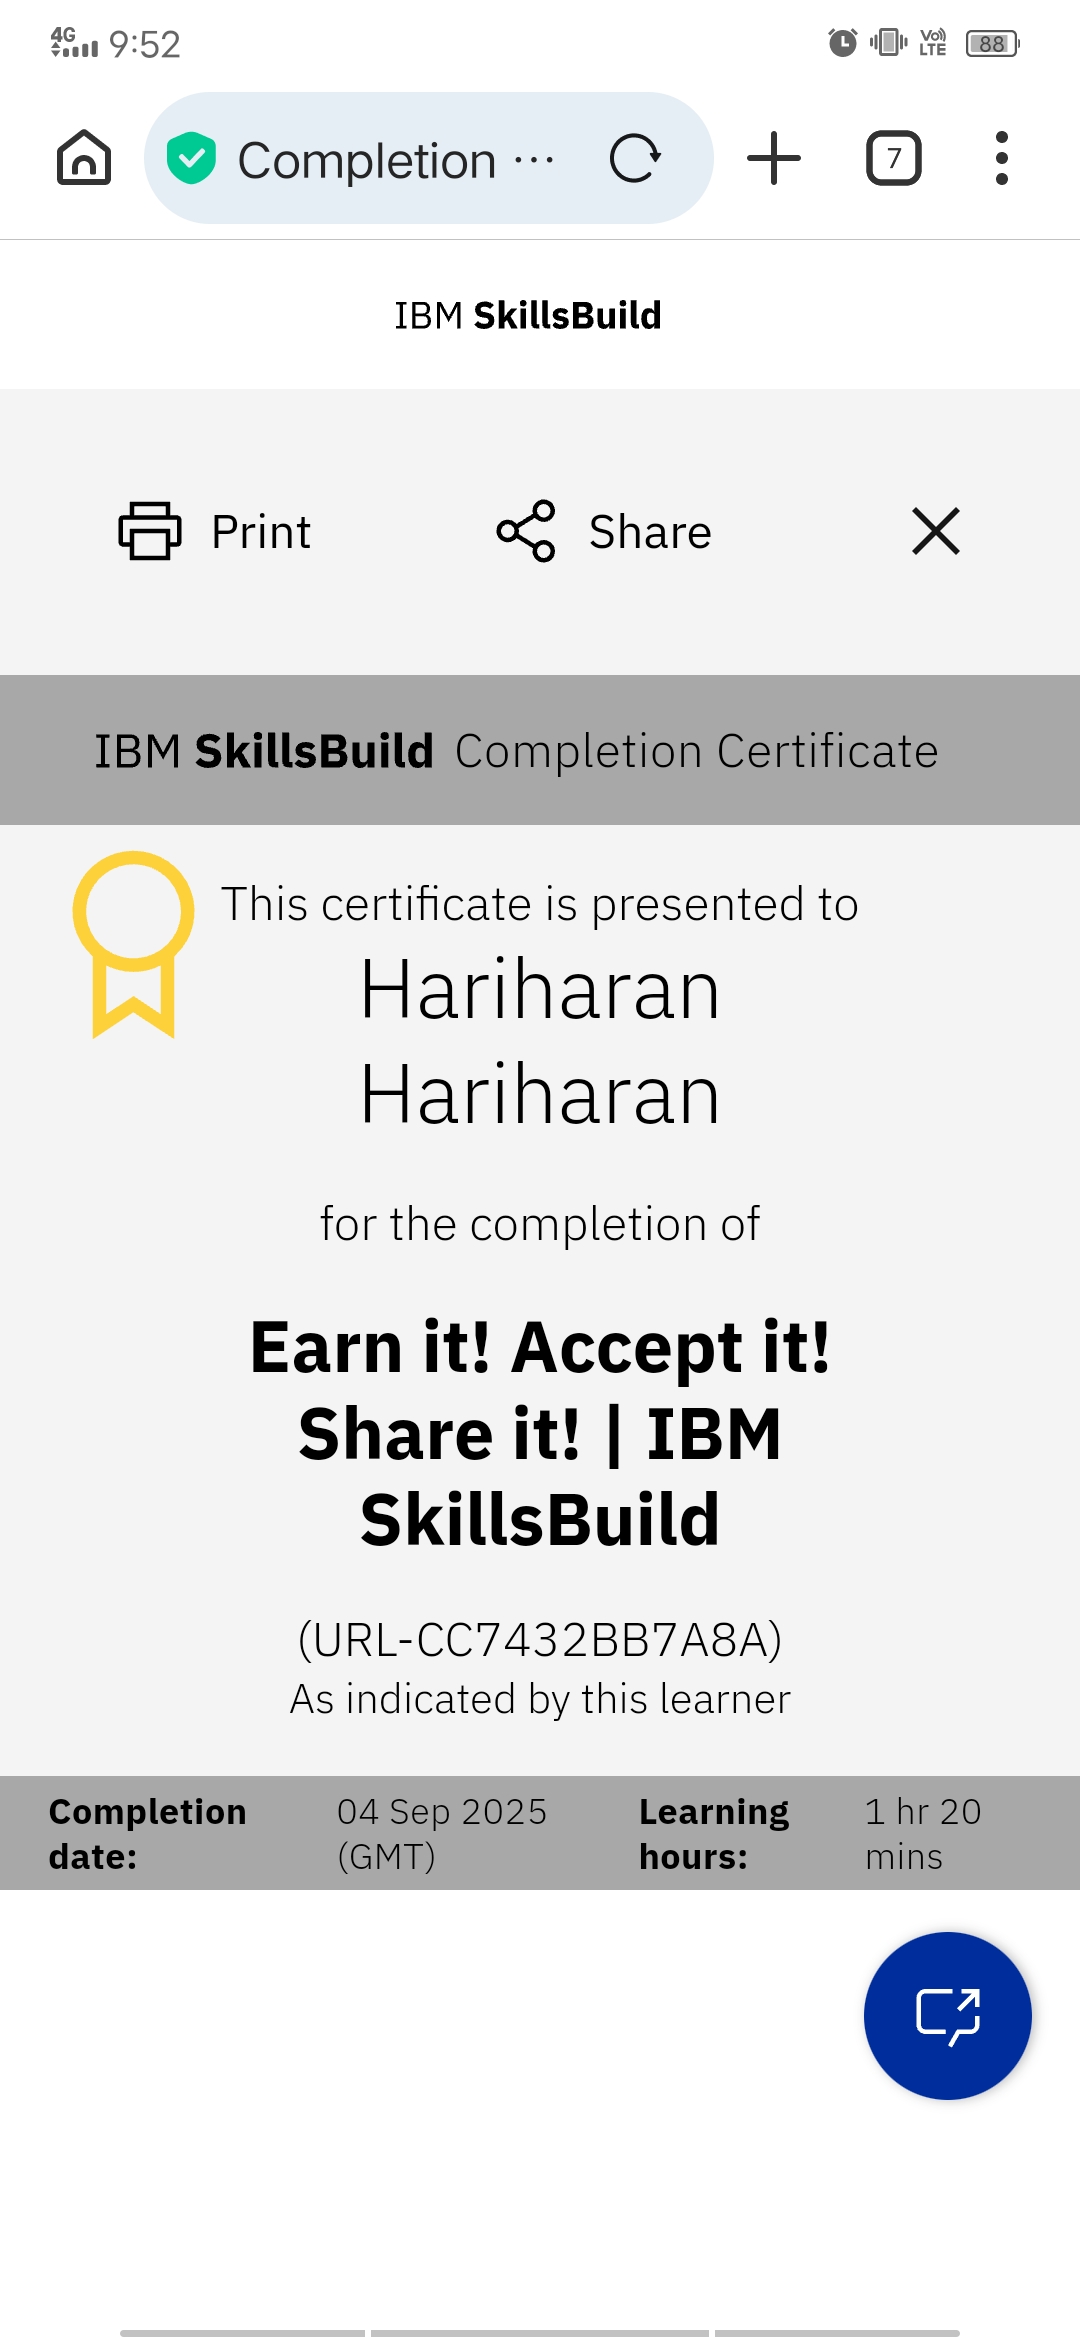 4G 9:52 Vo) LTE 88
Completion ... 7
IBM SkillsBuild
Print Share
IBM SkillsBuild Completion Certificate
This certificate is presented to
Hariharan
Hariharan
for the completion of
Earn it! Accept it!
Share it! | IBM
SkillsBuild
(URL-CC7432BB7A8A)
As indicated by this learner
Completion date: 04 Sep 2025 (GMT) Learning hours: 1 hr 20 mins